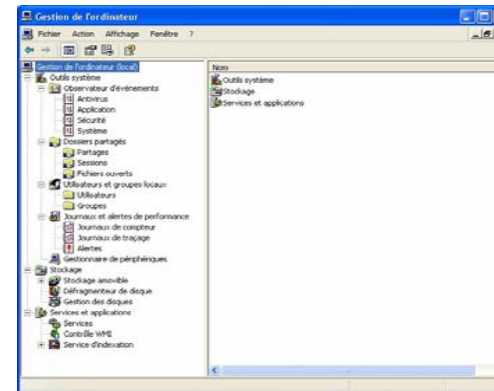 Gestion de l'ordinateur
Fichier Action Affichage Fenêtre ?
Gestion de l'ordinateur (local)
Outils système
Observateur d'événements
Antivirus
Application
Sécurité
Système
Dossiers partagés
Partages
Sessions
Fichiers ouverts
Utilisateurs et groupes locaux
Utilisateurs
Groupes
Journaux et alertes de performance
Journaux de compteur
Journaux de traçage
Alertes
Gestionnaire de périphériques
Stockage
Stockage amovible
Défragmenteur de disque
Gestion des disques
Services et applications
Services
Contrôle WMI
Service d'indexation
Nom
Outils système
Stockage
Services et applications